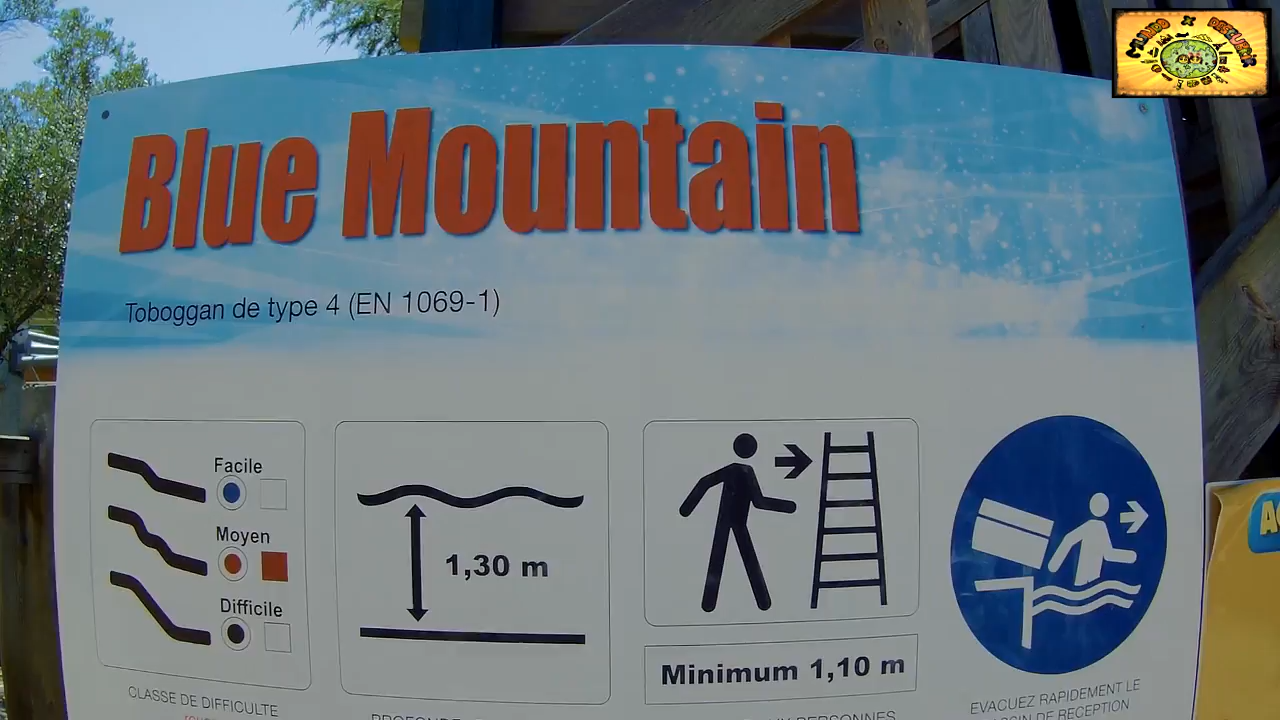 Blue Mountain
Toboggan de type 4 (EN 1069-1)
Facile
Moyen
Difficile
1,30 m
Minimum 1,10 m
CLASSE DE DIFFICULTE
PERSONNES
EVACUEZ RAPIDEMENT LE
DE RECEPTION